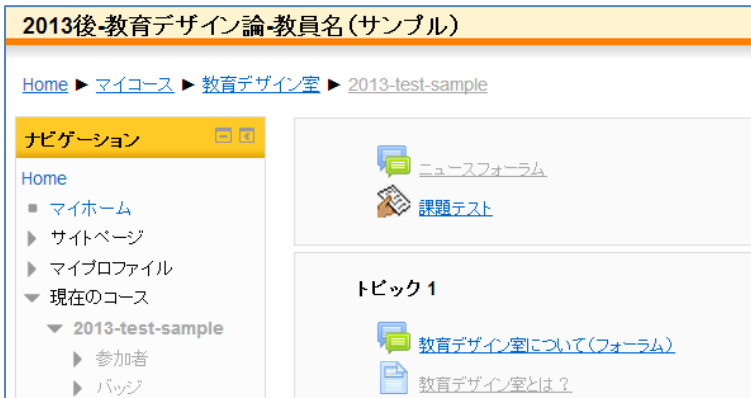 2013後-教育デザイン論-教員名(サンプル)
Home ▶ マイコース ▶ 教育デザイン室 ▶ 2013-test-sample
ナビゲーション
Home
マイホーム
サイトページ
マイプロファイル
現在のコース
2013-test-sample
参加者
バッジ
ニュースフォーラム
課題テスト
トピック 1
教育デザイン室について(フォーラム)
教育デザイン室とは?